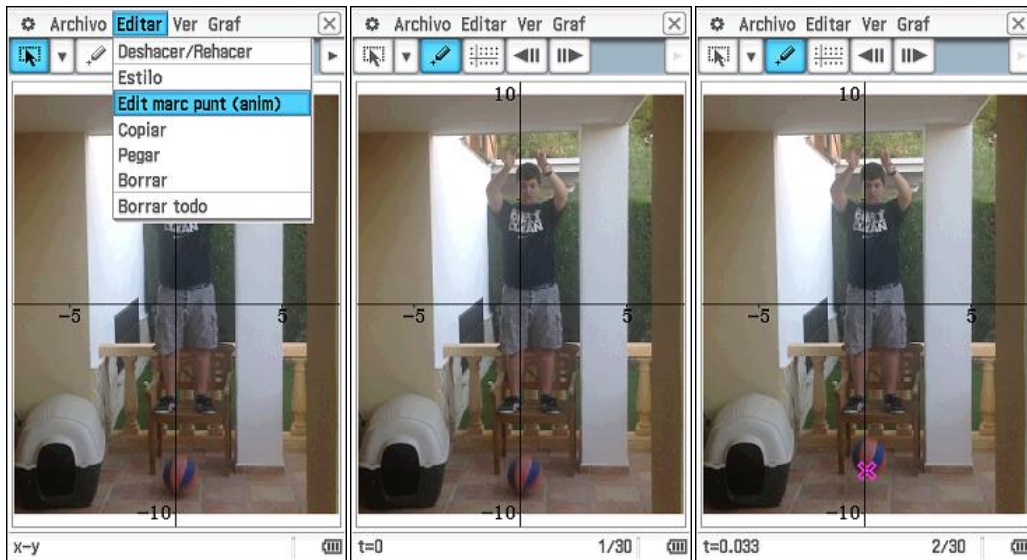 Archivo Editar Ver Graf
Deshacer/Rehacer
Estilo
Edit marc punt (anim)
Copiar
Pegar
Borrar
Borrar todo
-5
5
-10
x-y
Archivo Editar Ver Graf
10
-5
5
-10
t=0
1/30
Archivo Editar Ver Graf
10
-5
5
-10
t=0.033
2/30